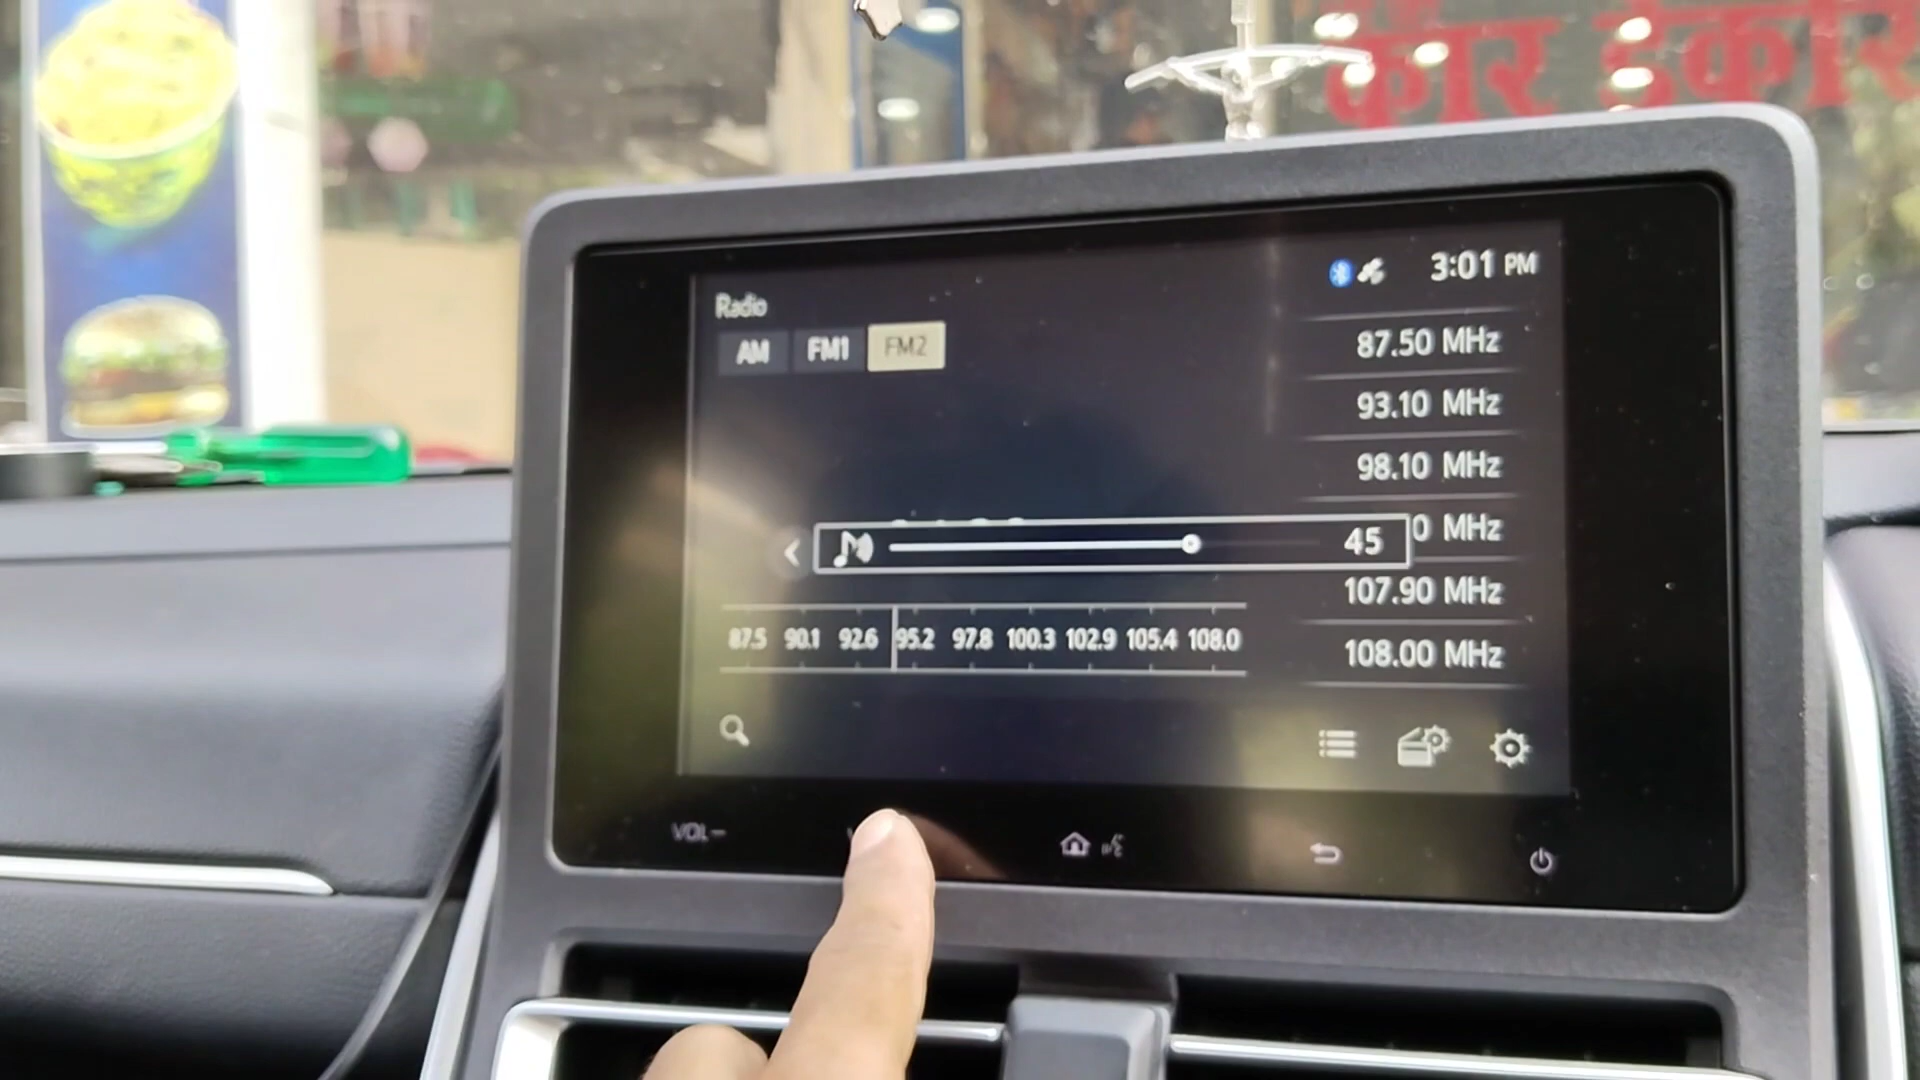 कार डेकोर
3:01 PM
Radio
AM FM1 FM2
87.50 MHz
93.10 MHz
98.10 MHz
0 MHz
45
107.90 MHz
87.5 90.1 92.6 95.2 97.8 100.3 102.9 105.4 108.0
108.00 MHz
VOL−